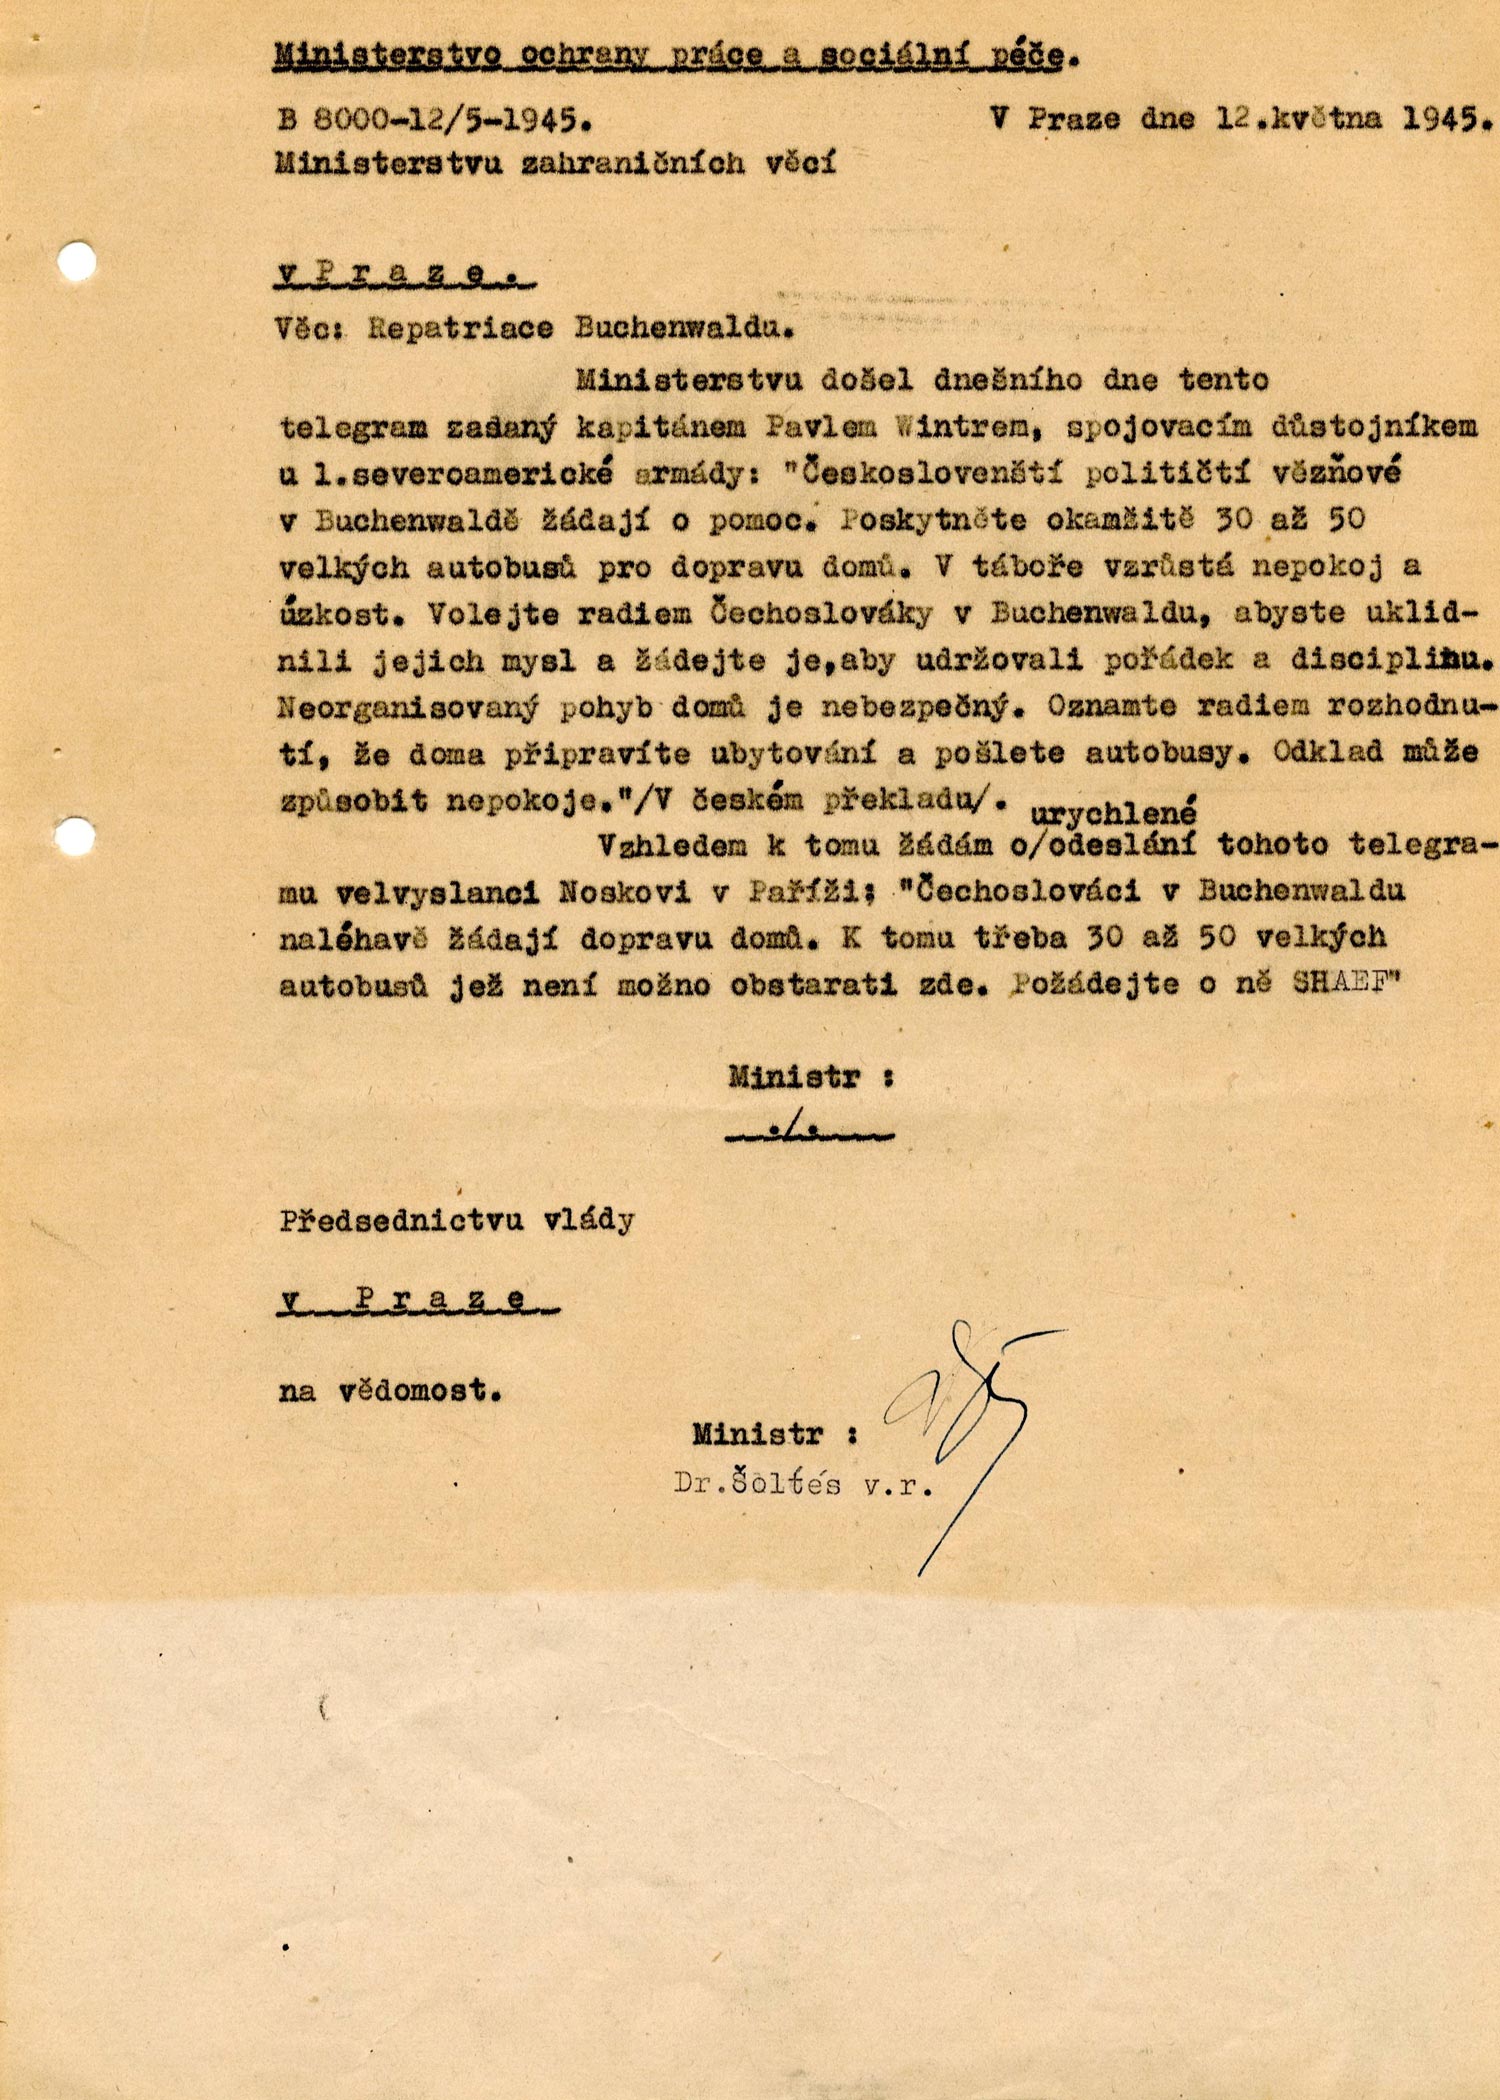 Ministerstvo ochrany práce a sociální péče.
B 8000-12/5-1945. V Praze dne 12.května 1945.
Ministerstvu zahraničních věcí
v P r a z e .
Věc: Repatriace Buchenwaldu.
Ministerstvu došel dnešního dne tento
telegram zadaný kapitánem Pavlem Wintrem, spojovacím důstojníkem
u 1.severoamerické armády: "Českoslovenští političtí vězňové
v Buchenwaldě žádají o pomoc. Poskytněte okamžitě 30 až 50
velkých autobusů pro dopravu domů. V táboře vzrůstá nepokoj a
úzkost. Volejte radiem Čechoslováky v Buchenwaldu, abyste uklid-
nili jejich mysl a žádejte je,aby udržovali pořádek a disciplinu.
Neorganisovaný pohyb domů je nebezpečný. Oznamte radiem rozhodnu-
tí, že doma připravíte ubytování a pošlete autobusy. Odklad může
způsobit nepokoje."/V českém překladu/.
urychlené
Vzhledem k tomu žádám o/odeslání tohoto telegra-
mu velvyslanci Noskovi v Paříži: "Čechoslováci v Buchenwaldu
naléhavě žádají dopravu domů. K tomu třeba 30 až 50 velkých
autobusů jež není možno obstarati zde. Požádejte o ně SHAEF"
Ministr :
./.
Předsednictvu vlády
v P r a z e
na vědomost.
Ministr :
Dr.Šoltés v.r.